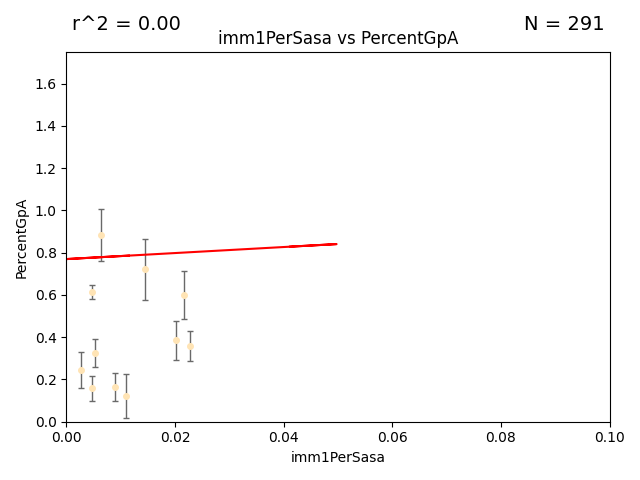 r^2 = 0.00
N = 291
imm1PerSasa vs PercentGpA
1.6
1.4
1.2
1.0
0.8
0.6
0.4
0.2
0.0
PercentGpA
0.00 0.02 0.04 0.06 0.08 0.10
imm1PerSasa